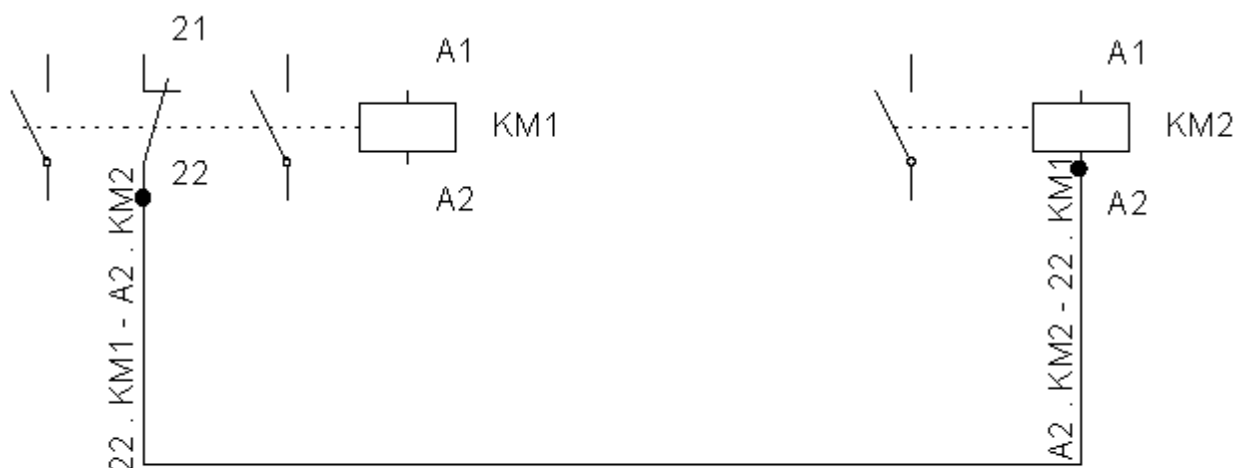 21
A1
KM1
22
A2
22 . KM1 - A2 . KM2
A1
KM2
A2
A2 . KM2 - 22 . KM1